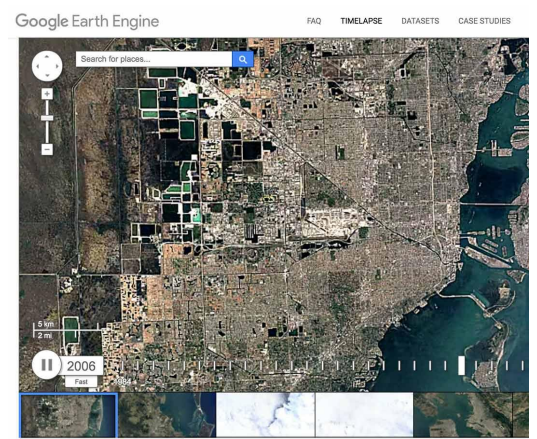 Google Earth Engine
FAQ TIMELAPSE DATASETS CASE STUDIES
Search for places...
+
−
5 km
2 mi
2006
Fast
1984